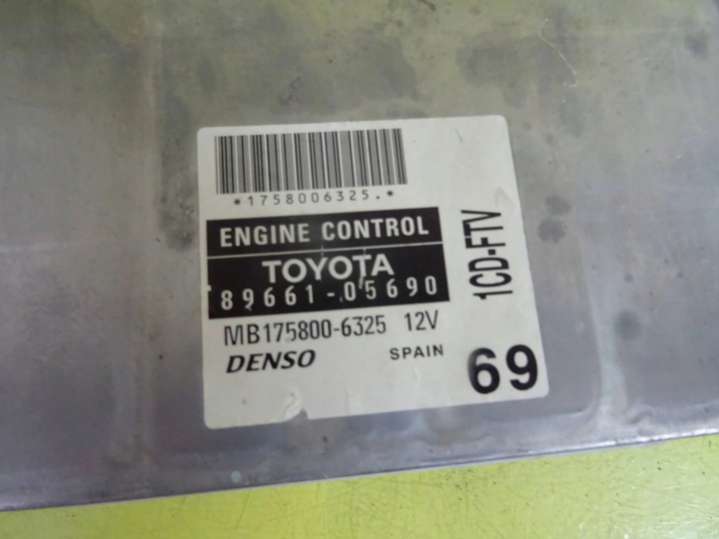 *1758006325.*
ENGINE CONTROL
TOYOTA
89661-05690
MB175800-6325 12V
DENSO SPAIN
1CD-FTV
69